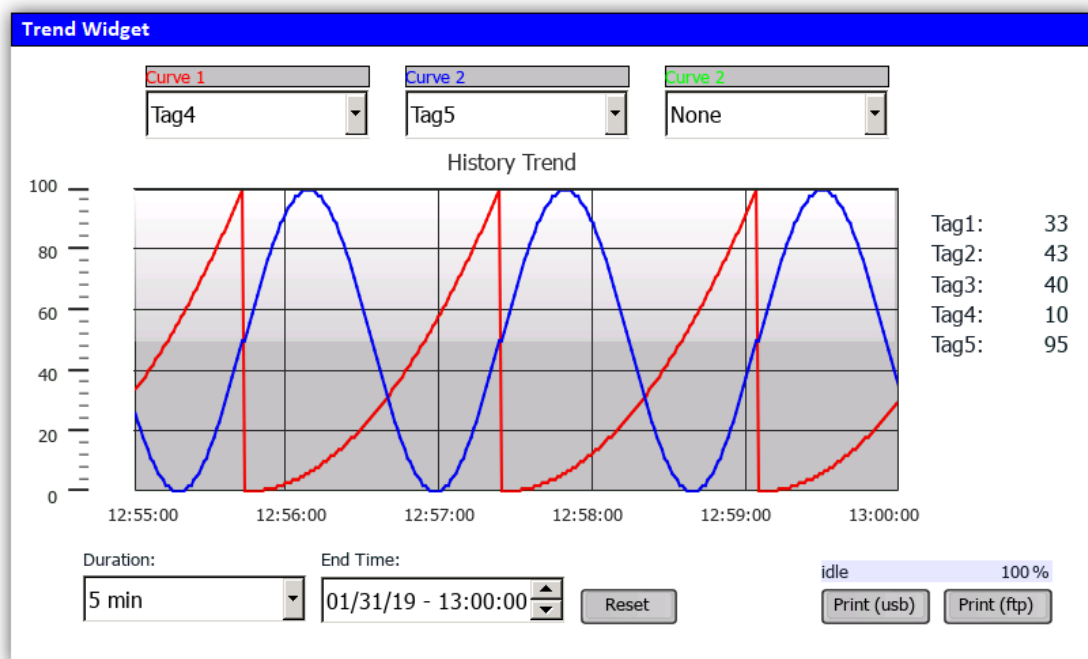 Trend Widget
Curve 1 Curve 2 Curve 2
Tag4 Tag5 None
History Trend
100
80
60
40
20
0
Tag1: 33
Tag2: 43
Tag3: 40
Tag4: 10
Tag5: 95
12:55:00 12:56:00 12:57:00 12:58:00 12:59:00 13:00:00
Duration: End Time:
5 min 01/31/19 - 13:00:00 Reset
idle 100 %
Print (usb) Print (ftp)